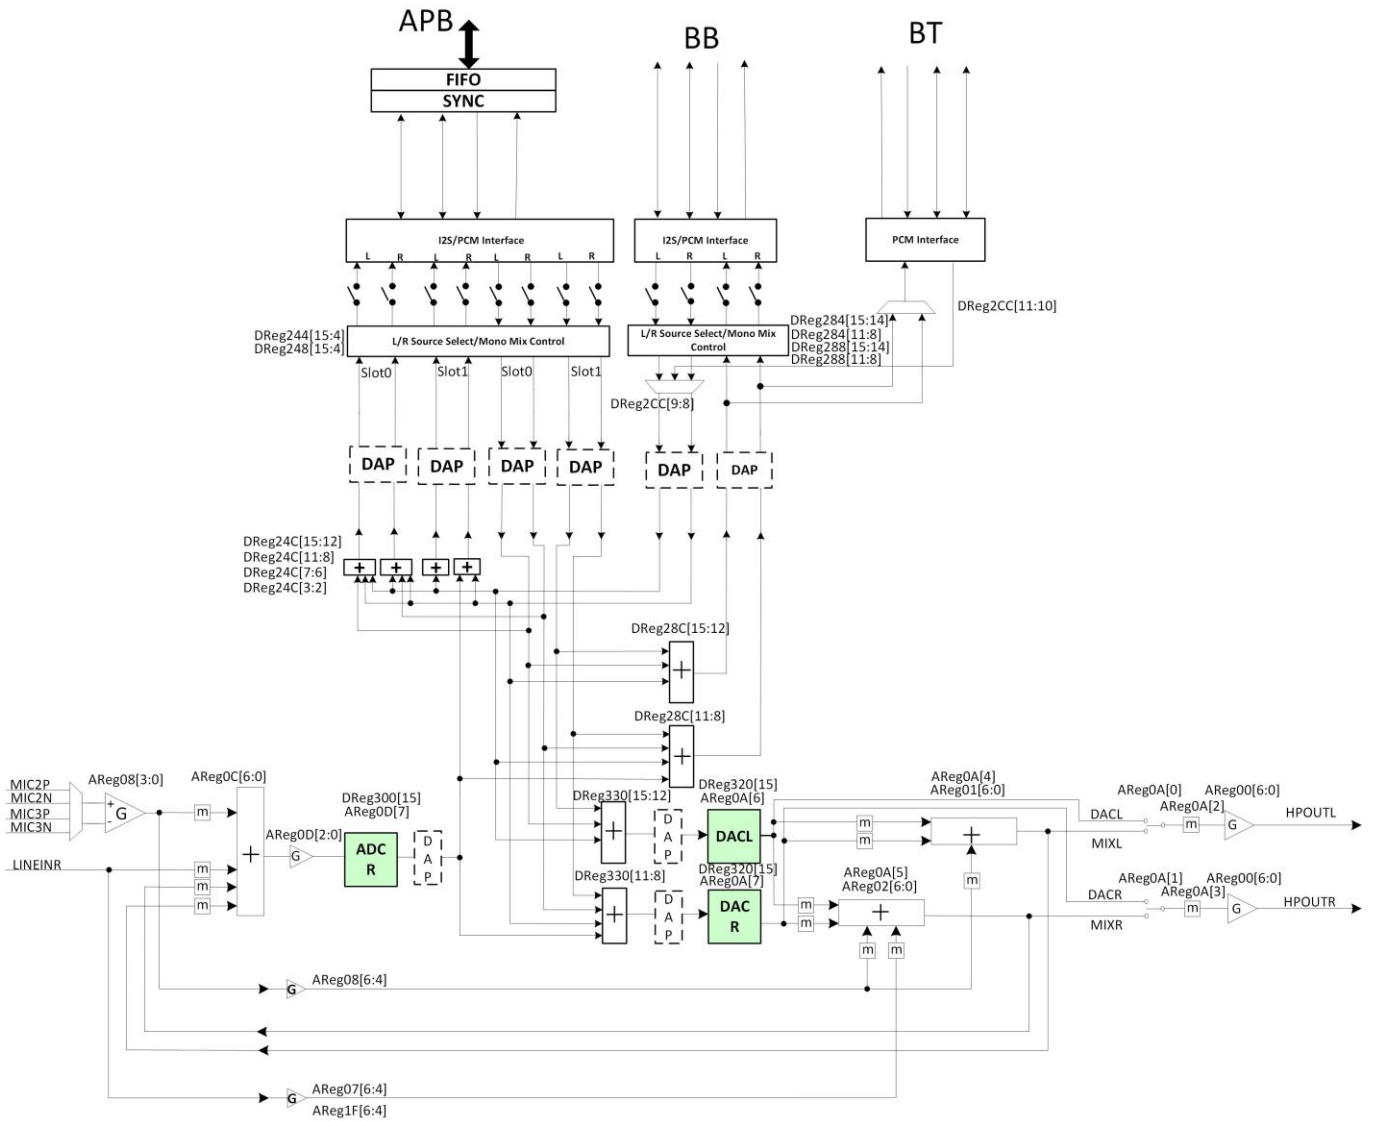 APB
BB
BT
FIFO
SYNC
I2S/PCM Interface
L R L R L R L R
I2S/PCM Interface
L R L R
PCM Interface
DReg2CC[11:10]
DReg244[15:4]
DReg248[15:4]
L/R Source Select/Mono Mix Control
L/R Source Select/Mono Mix
Control
DReg284[15:14]
DReg284[11:8]
DReg288[15:14]
DReg288[11:8]
Slot0
Slot1
Slot0
Slot1
DReg2CC[9:8]
DAP
DAP
DAP
DAP
DAP
DAP
DReg24C[15:12]
DReg24C[11:8]
DReg24C[7:6]
DReg24C[3:2]
+ + + +
DReg28C[15:12]
+
DReg28C[11:8]
+
MIC2P
MIC2N
MIC3P
MIC3N
AReg08[3:0]
+
-
G
LINEINR
AReg0C[6:0]
m
m
m
m
+
AReg0D[2:0]
G
DReg300[15]
AReg0D[7]
ADC
R
D
A
P
DReg330[15:12]
+
D
A
P
DReg320[15]
AReg0A[6]
DACL
DReg330[11:8]
+
D
A
P
DReg320[15]
AReg0A[7]
DAC
R
AReg0A[4]
AReg01[6:0]
m
m
+
m
AReg0A[5]
AReg02[6:0]
m
m
+
m
m
AReg0A[0]
DACL
MIXL
AReg0A[2]
m
AReg00[6:0]
G
HPOUTL
AReg0A[1]
DACR
MIXR
AReg0A[3]
m
AReg00[6:0]
G
HPOUTR
G
AReg08[6:4]
G
AReg07[6:4]
AReg1F[6:4]